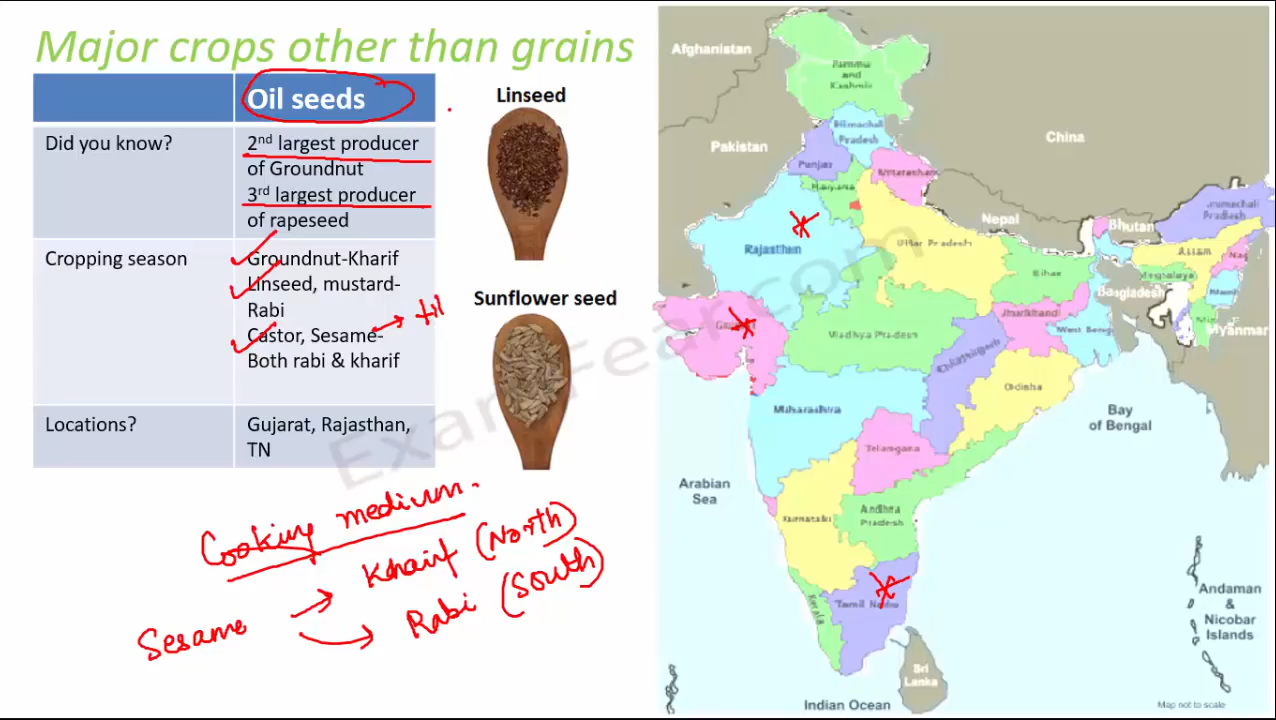 Major crops other than grains
Oil seeds
Did you know?
2nd largest producer
of Groundnut
3rd largest producer
of rapeseed
Cropping season
Groundnut-Kharif
Linseed, mustard-
Rabi
Castor, Sesame-
Both rabi & kharif
→ til
Locations?
Gujarat, Rajasthan,
TN
Linseed
Sunflower seed
Cooking medium.
Sesame
→ Khairf (North)
→ Rabi (South)
ExamFear.com
Afghanistan
Jammu
and
Kashmir
China
Himachal
Pradesh
Pakistan
Punjab
Uttarakhand
Haryana
Nepal
Bhutan
Arunachal
Pradesh
Rajasthan
Uttar Pradesh
Assam
Nag
Bihar
Meghalaya
Bangladesh
Jharkhand
West Beng
Myanmar
Madhya Pradesh
Chhattisgarh
Odisha
Maharashtra
Telangana
Bay
of Bengal
Arabian
Sea
Karnataka
Andhra
Pradesh
Tamil Nadu
Kerala
Andaman
&
Nicobar
Islands
Sri
Lanka
Indian Ocean
Map not to scale